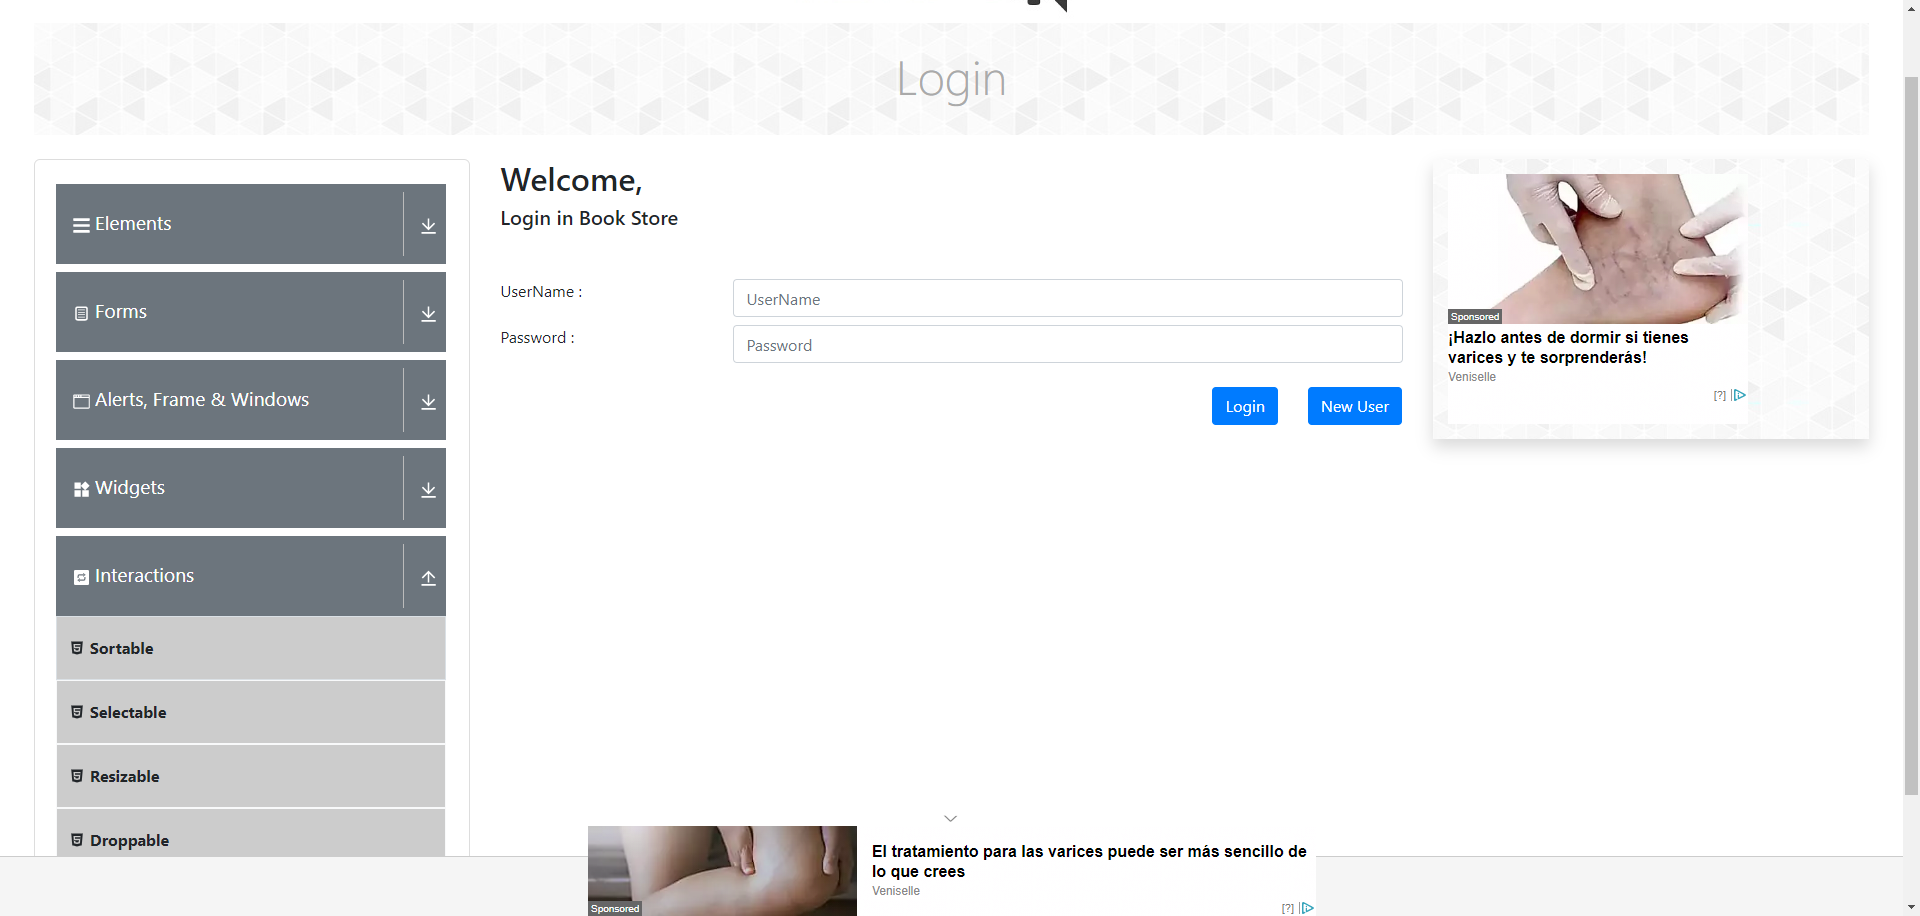 Login
Elements
Forms
Alerts, Frame & Windows
Widgets
Interactions
Sortable
Selectable
Resizable
Droppable
Welcome,
Login in Book Store
UserName :
UserName
Password :
Password
Login
New User
Sponsored
¡Hazlo antes de dormir si tienes
varices y te sorprenderás!
Veniselle
[?]
El tratamiento para las varices puede ser más sencillo de
lo que crees
Veniselle
Sponsored
[?]